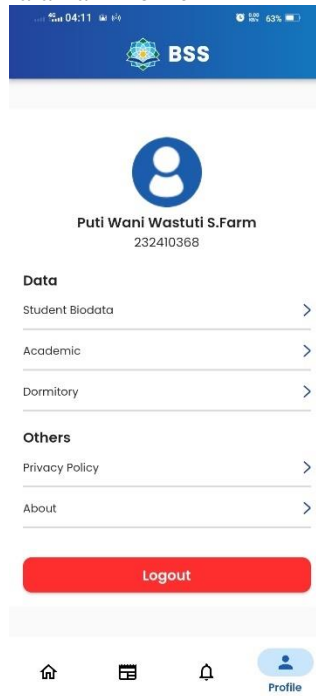 04:11
63%
BSS
Puti Wani Wastuti S.Farm
232410368
Data
Student Biodata
Academic
Dormitory
Others
Privacy Policy
About
Logout
Profile